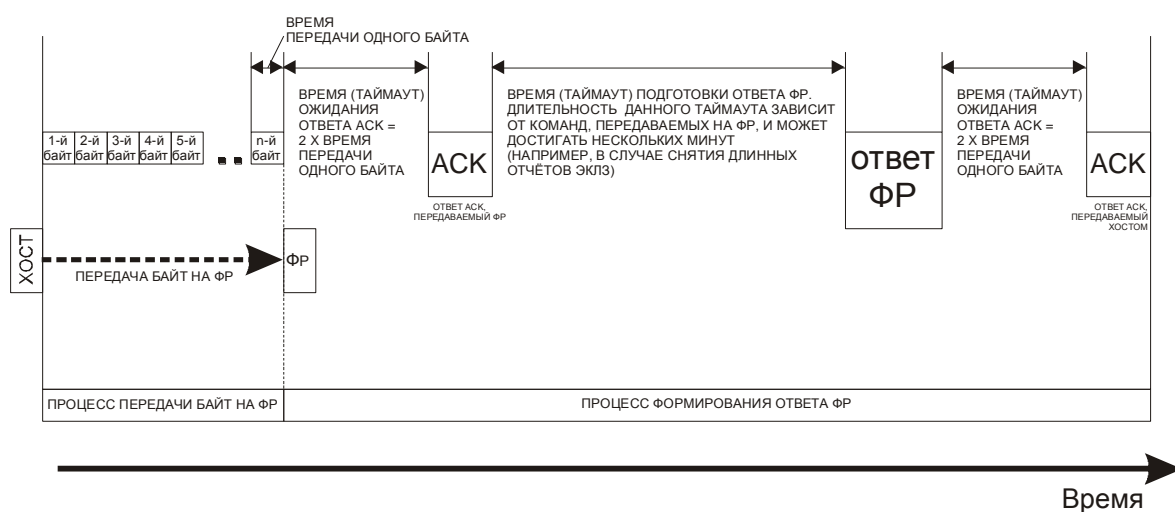 ВРЕМЯ
ПЕРЕДАЧИ ОДНОГО БАЙТА
1-й байт
2-й байт
3-й байт
4-й байт
5-й байт
n-й байт
ВРЕМЯ (ТАЙМАУТ)
ОЖИДАНИЯ
ОТВЕТА АСК =
2 X ВРЕМЯ
ПЕРЕДАЧИ
ОДНОГО БАЙТА
АСК
ОТВЕТ АСК,
ПЕРЕДАВАЕМЫЙ ФР
ВРЕМЯ (ТАЙМАУТ) ПОДГОТОВКИ ОТВЕТА ФР.
ДЛИТЕЛЬНОСТЬ ДАННОГО ТАЙМАУТА ЗАВИСИТ
ОТ КОМАНД, ПЕРЕДАВАЕМЫХ НА ФР, И МОЖЕТ
ДОСТИГАТЬ НЕСКОЛЬКИХ МИНУТ
(НАПРИМЕР, В СЛУЧАЕ СНЯТИЯ ДЛИННЫХ
ОТЧЁТОВ ЭКЛЗ)
ответ
ФР
ВРЕМЯ (ТАЙМАУТ)
ОЖИДАНИЯ
ОТВЕТА АСК =
2 X ВРЕМЯ
ПЕРЕДАЧИ
ОДНОГО БАЙТА
АСК
ОТВЕТ АСК,
ПЕРЕДАВАЕМЫЙ
ХОСТОМ
ХОСТ
ПЕРЕДАЧА БАЙТ НА ФР
ФР
ПРОЦЕСС ПЕРЕДАЧИ БАЙТ НА ФР
ПРОЦЕСС ФОРМИРОВАНИЯ ОТВЕТА ФР
Время